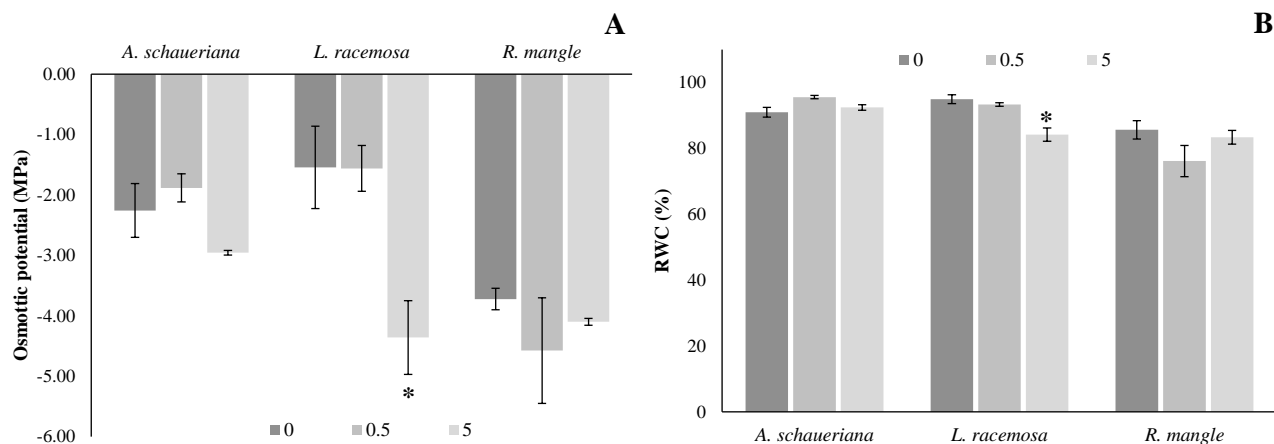 A
A. schaueriana L. racemosa R. mangle
0.00
-1.00
-2.00
-3.00
-4.00
-5.00
-6.00
Osmottic potential (MPa)
*
0 0.5 5
B
0 0.5 5
100
80
60
40
20
0
RWC (%)
*
A. schaueriana L. racemosa R. mangle